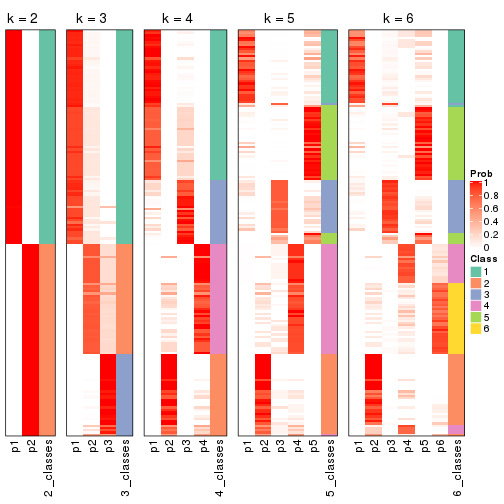 k = 2
k = 3
k = 4
k = 5
k = 6
p1
p2
2_classes
p1
p2
p3
3_classes
p1
p2
p3
p4
4_classes
p1
p2
p3
p4
p5
5_classes
p1
p2
p3
p4
p5
p6
6_classes
Prob
1
0.8
0.6
0.4
0.2
0
Class
1
2
3
4
5
6